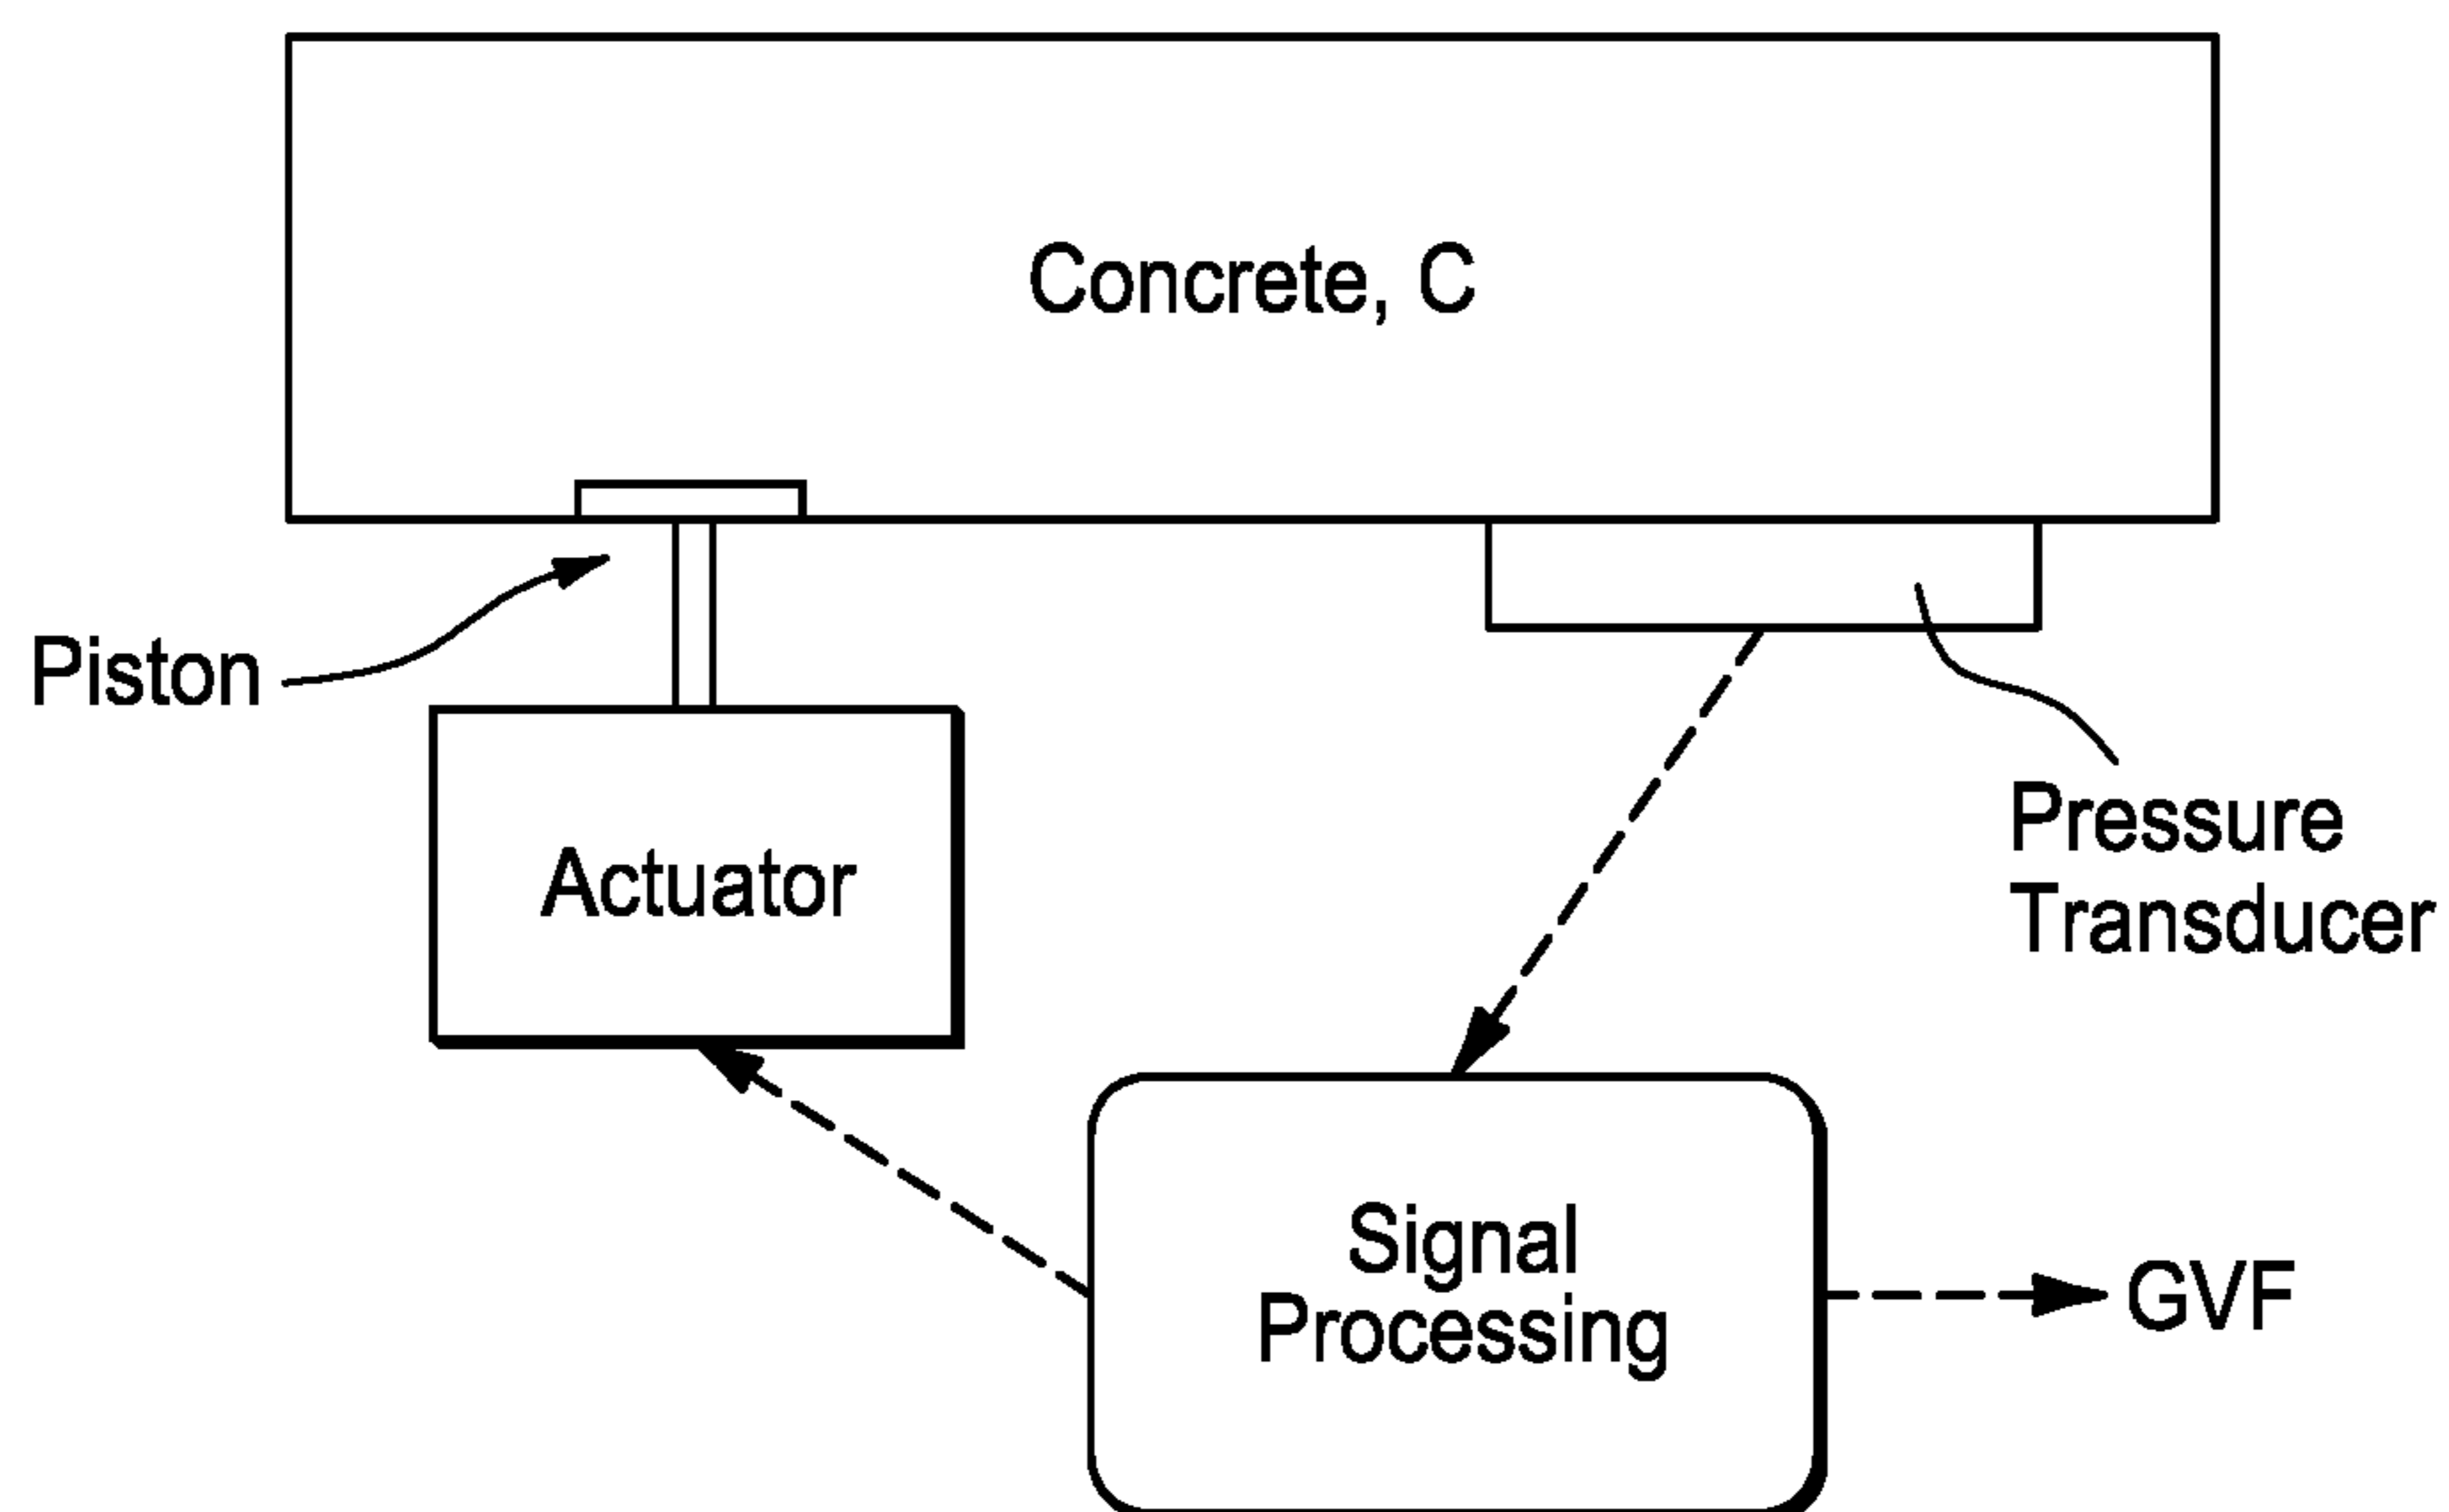 Concrete, C
Piston
Actuator
Pressure
Transducer
Signal
Processing
GVF